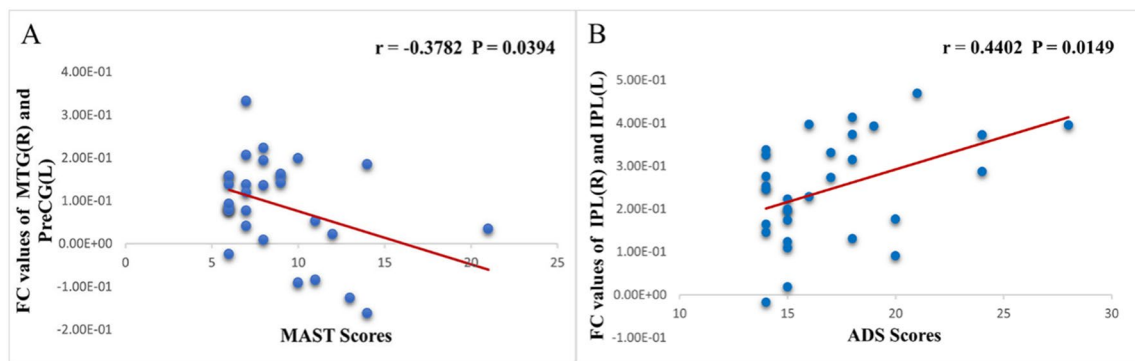 A
r = -0.3782 P = 0.0394
4.00E-01
3.00E-01
2.00E-01
1.00E-01
0.00E+00
-1.00E-01
-2.00E-01
FC values of MTG(R) and
PreCG(L)
0 5 10 15 20 25
MAST Scores
B
r = 0.4402 P = 0.0149
5.00E-01
4.00E-01
3.00E-01
2.00E-01
1.00E-01
0.00E+00
-1.00E-01
FC values of IPL(R) and IPL(L)
10 15 20 25 30
ADS Scores